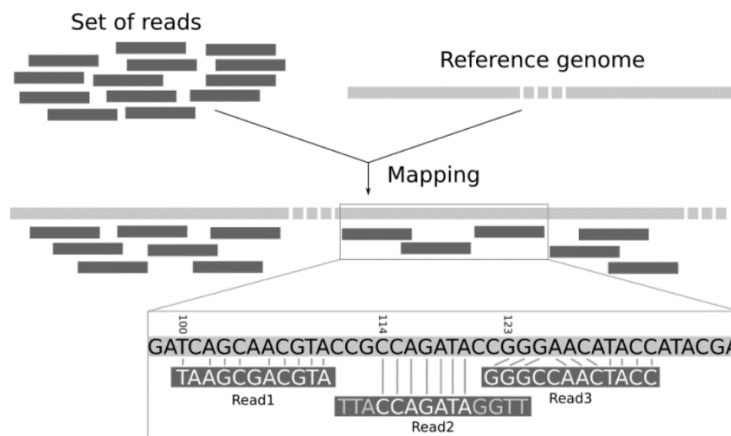 Set of reads
Reference genome
Mapping
100
114
123
GATCAGCAACGTACCGCCAGATACCGGGAACATACCATACGA
TAAGCGACGTA
Read1
TTACCAGATAGGTT
Read2
GGGCCAACTACC
Read3